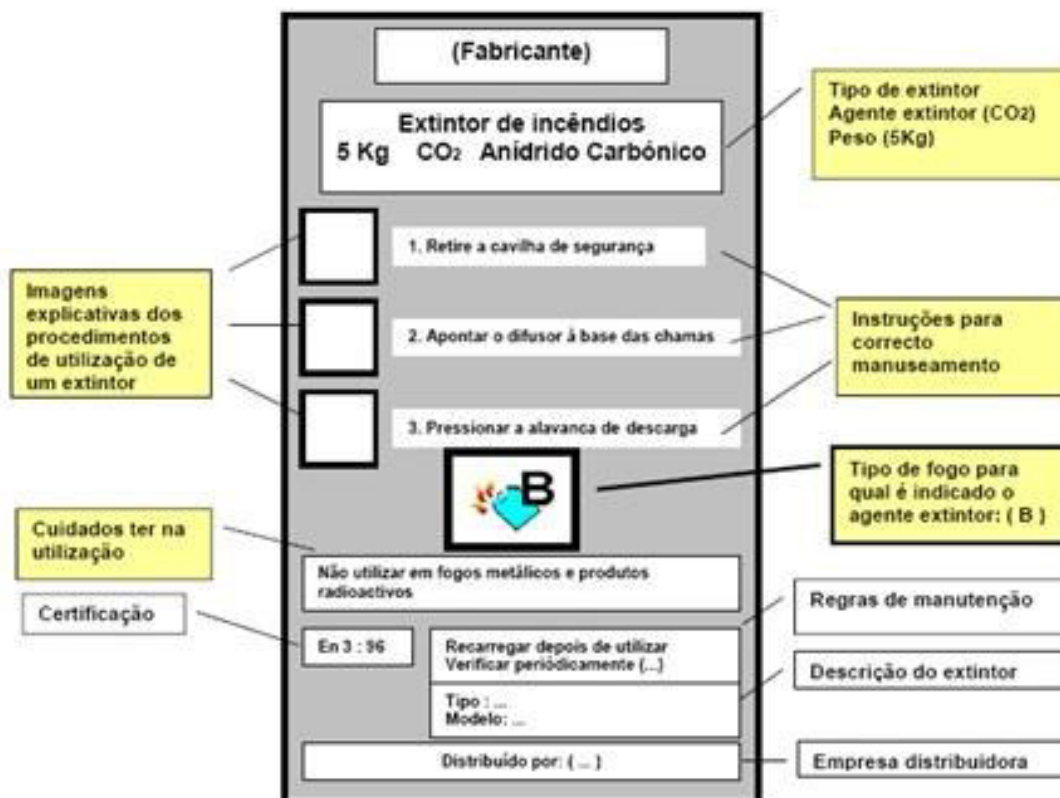 (Fabricante)
Extintor de incêndios
5 Kg CO2 Anídrido Carbónico
Tipo de extintor
Agente extintor (CO2)
Peso (5Kg)
1. Retire a cavilha de segurança
2. Apontar o difusor à base das chamas
3. Pressionar a alavanca de descarga
Imagens
explicativas dos
procedimentos
de utilização de
um extintor
Instruções para
correcto
manuseamento
B
Tipo de fogo para
qual é indicado o
agente extintor: ( B )
Cuidados ter na
utilização
Não utilizar em fogos metálicos e produtos
radioactivos
Certificação
En 3 : 96
Recarregar depois de utilizar
Verificar periódicamente (...)
Regras de manutenção
Tipo : ...
Modelo: ...
Descrição do extintor
Distribuído por: ( ... )
Empresa distribuidora